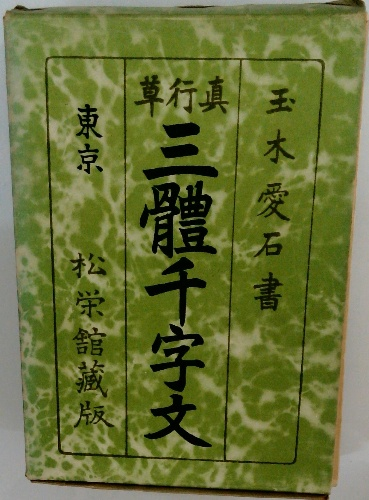 玉木愛石書
真行草
三體千字文
東京 松栄館藏版